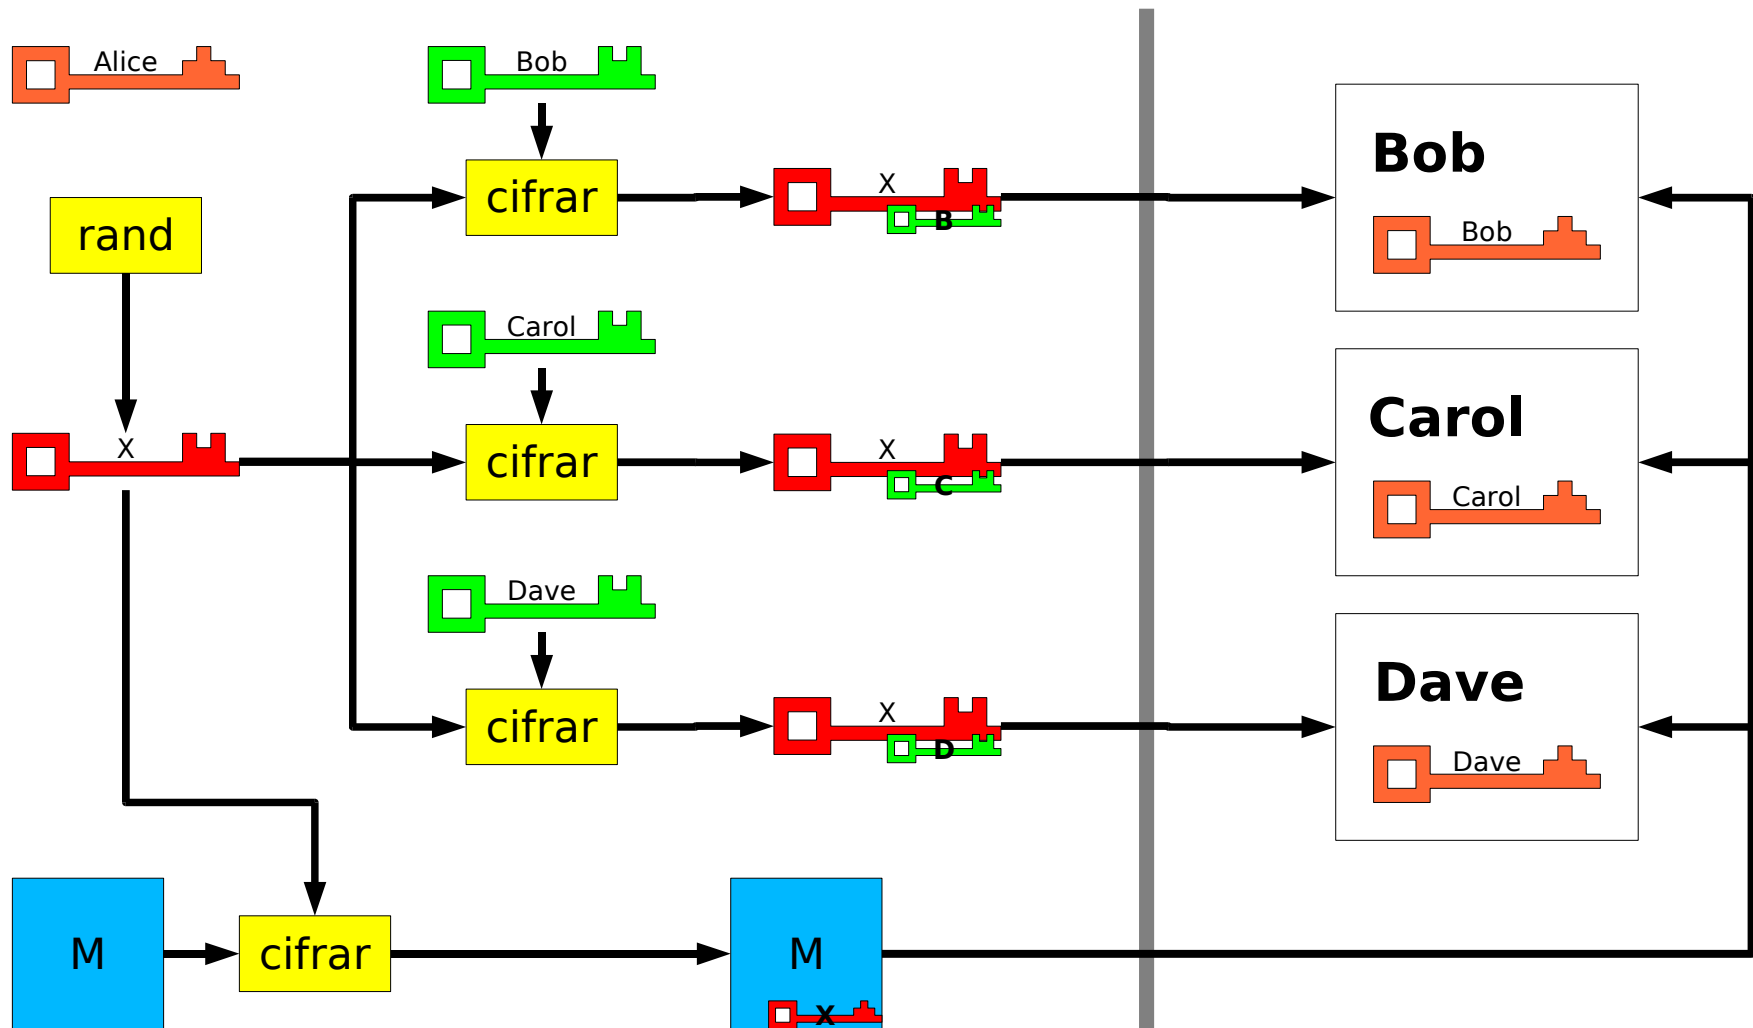 Alice
Bob
Bob
cifrar
X
B
Bob
rand
Carol
Carol
X
cifrar
X
C
Carol
Dave
Dave
cifrar
X
D
Dave
M
cifrar
M
X